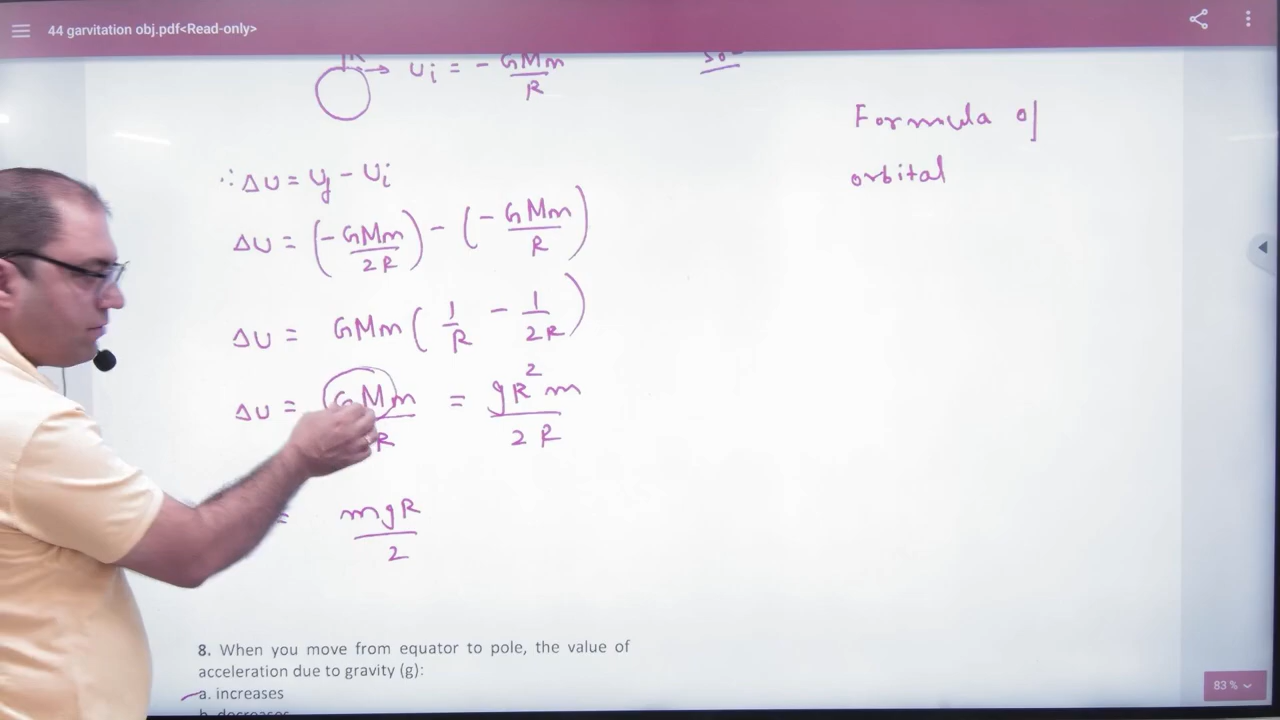 44 garvitation obj.pdf<Read-only>
Ui = - GMm/R
Formula of
orbital
∴ ΔU = Uf - Ui
ΔU = (-GMm/2R) - (-GMm/R)
ΔU = GMm(1/R - 1/2R)
ΔU = GMm/R = gR²m/2R
= mgR/2
8. When you move from equator to pole, the value of
acceleration due to gravity (g):
a. increases
b. decreases
83 %